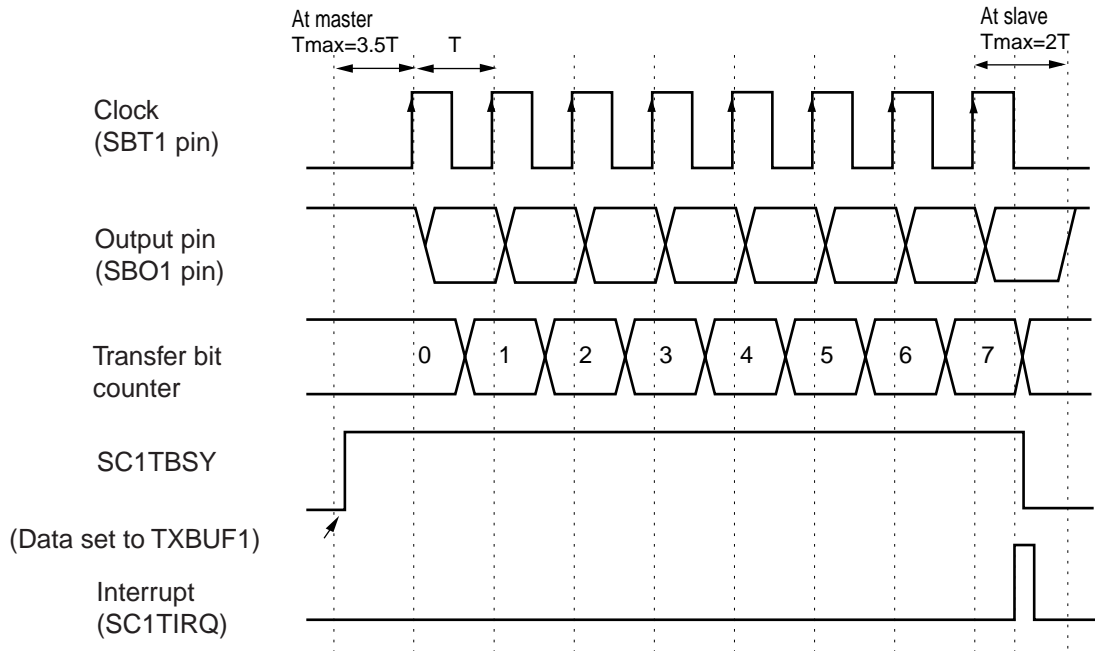 At master
Tmax=3.5T
T
At slave
Tmax=2T
Clock
(SBT1 pin)
Output pin
(SBO1 pin)
Transfer bit
counter
0 1 2 3 4 5 6 7
SC1TBSY
(Data set to TXBUF1)
Interrupt
(SC1TIRQ)